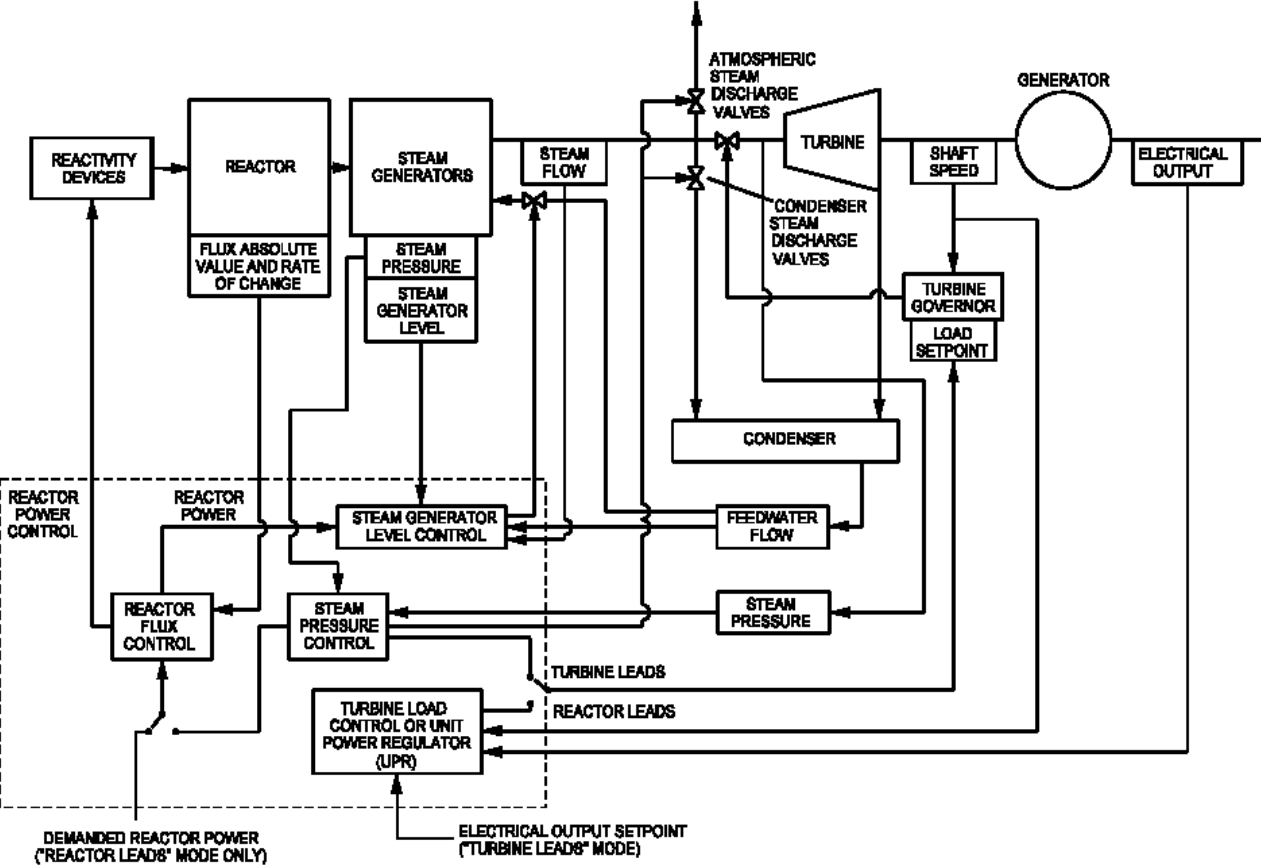 ATMOSPHERIC
STEAM
DISCHARGE
VALVES
GENERATOR
REACTIVITY
DEVICES
REACTOR
STEAM
GENERATORS
STEAM
FLOW
TURBINE
SHAFT
SPEED
ELECTRICAL
OUTPUT
CONDENSER
STEAM
DISCHARGE
VALVES
FLUX ABSOLUTE
VALUE AND RATE
OF CHANGE
STEAM
PRESSURE
STEAM
GENERATOR
LEVEL
TURBINE
GOVERNOR
LOAD
SETPOINT
CONDENSER
REACTOR
POWER
CONTROL
REACTOR
POWER
STEAM GENERATOR
LEVEL CONTROL
FEEDWATER
FLOW
REACTOR
FLUX
CONTROL
STEAM
PRESSURE
CONTROL
STEAM
PRESSURE
TURBINE LEADS
REACTOR LEADS
TURBINE LOAD
CONTROL OR UNIT
POWER REGULATOR
(UPR)
DEMANDED REACTOR POWER
("REACTOR LEADS" MODE ONLY)
ELECTRICAL OUTPUT SETPOINT
("TURBINE LEADS" MODE)